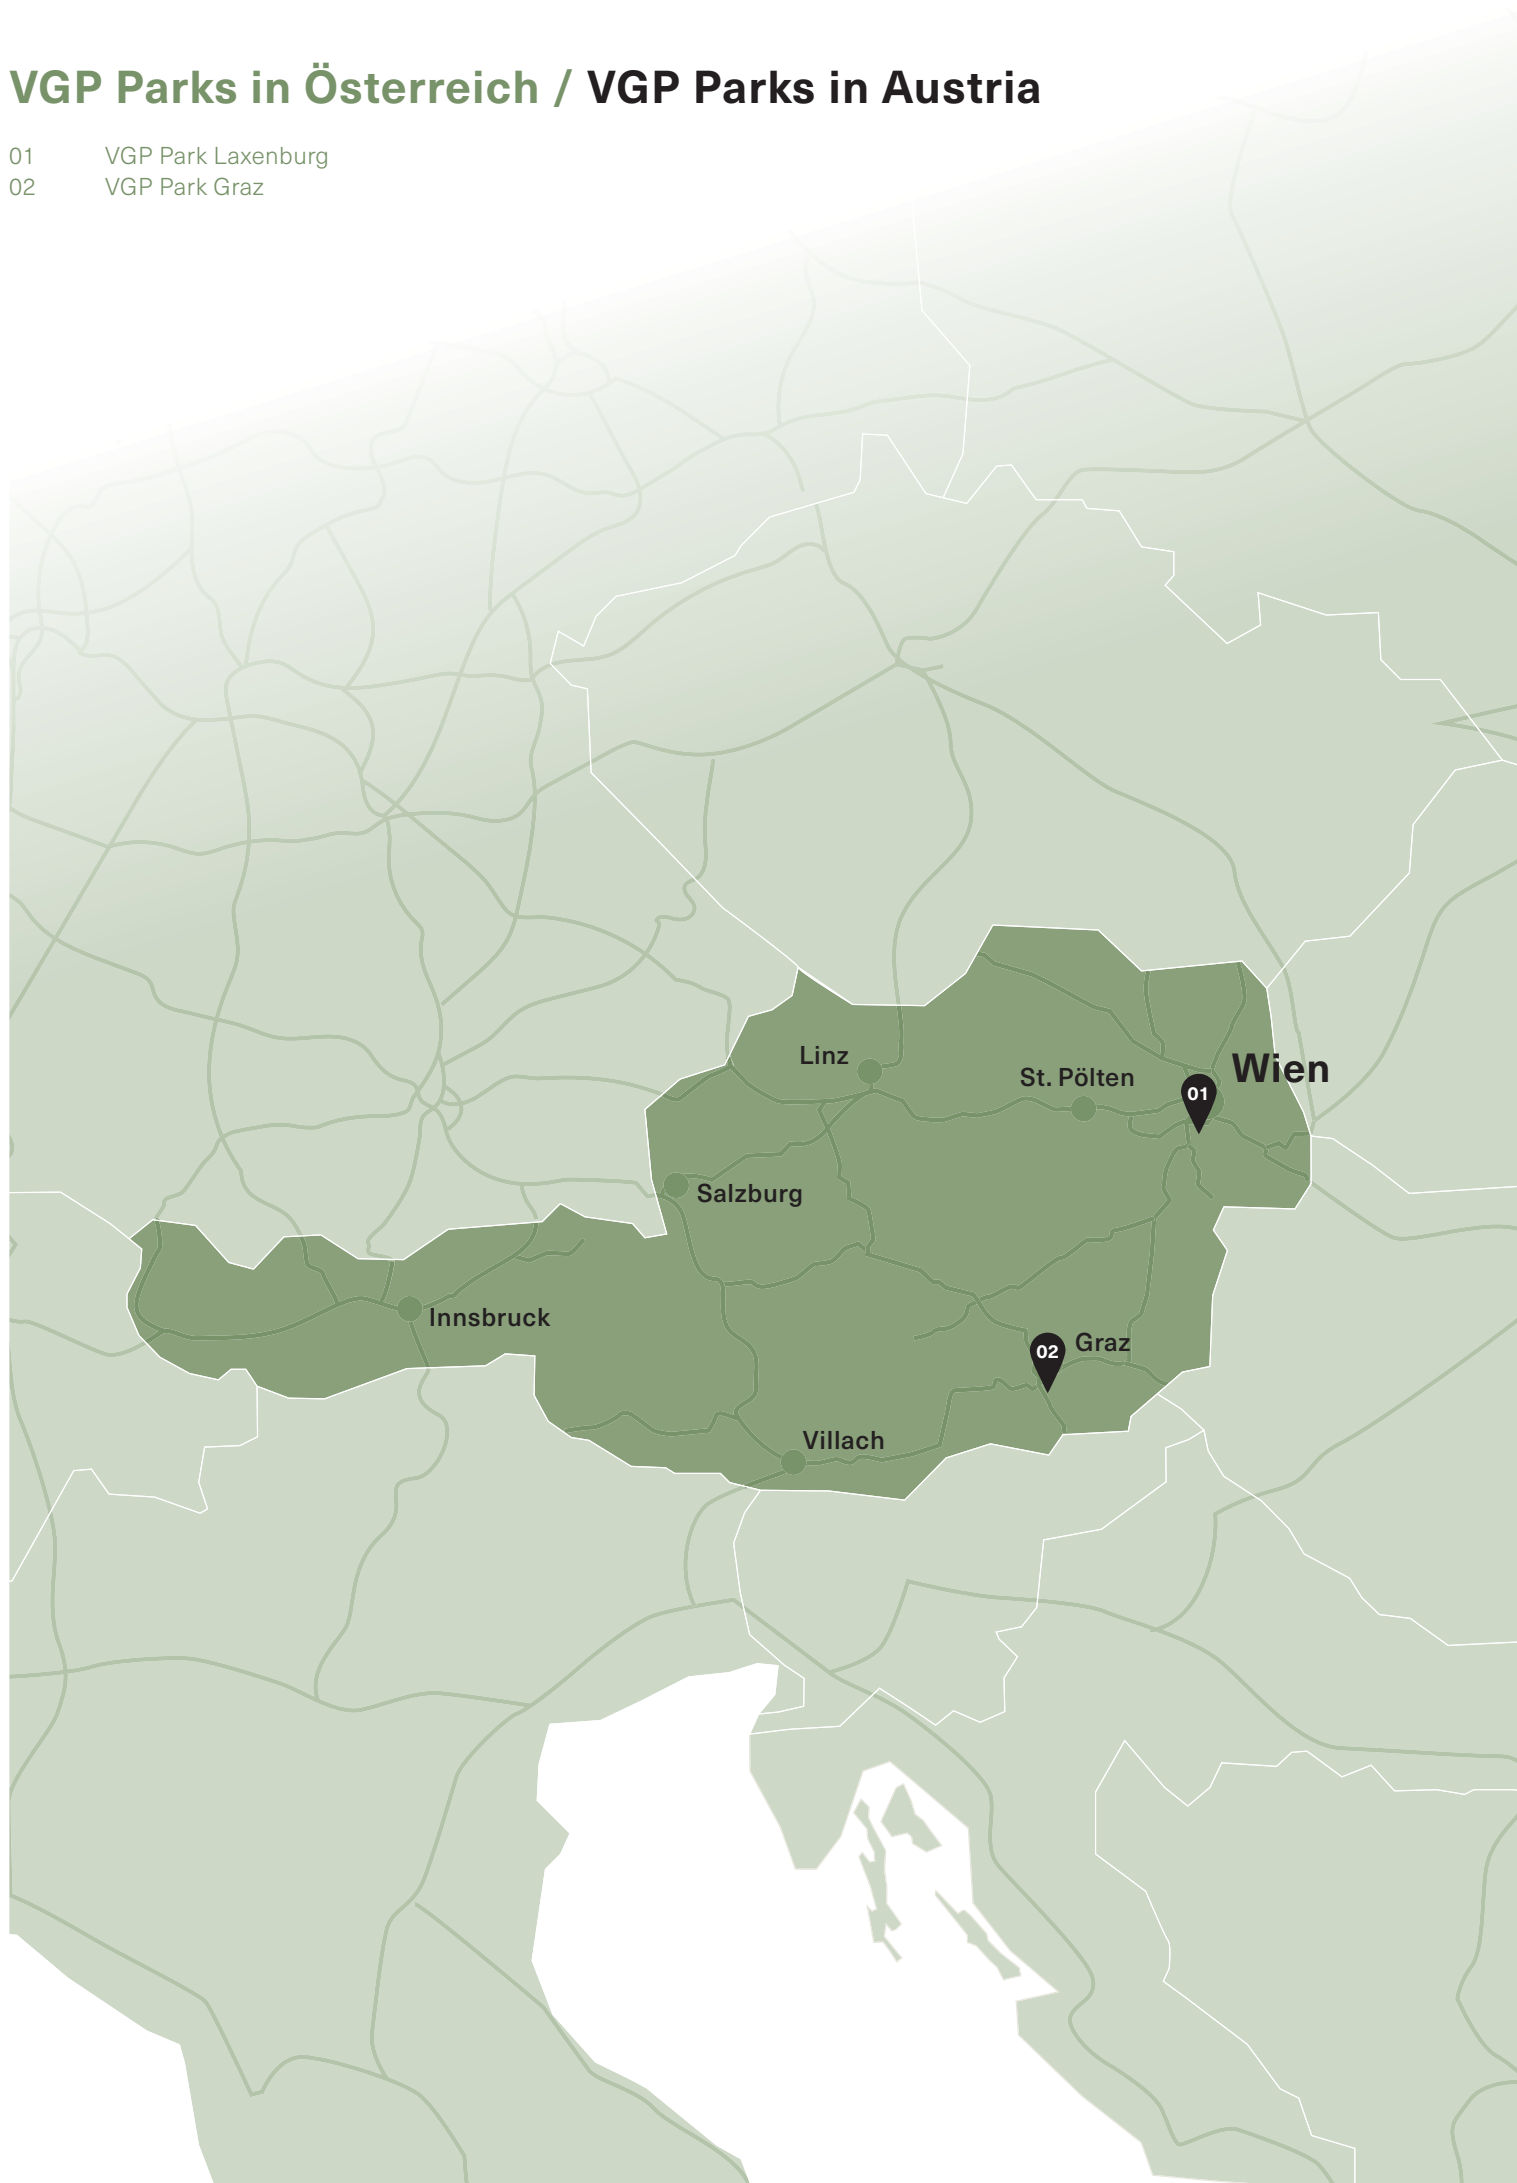 VGP Parks in Österreich / VGP Parks in Austria
01 VGP Park Laxenburg
02 VGP Park Graz
Linz
St. Pölten
Wien
01
Salzburg
Innsbruck
02
Graz
Villach